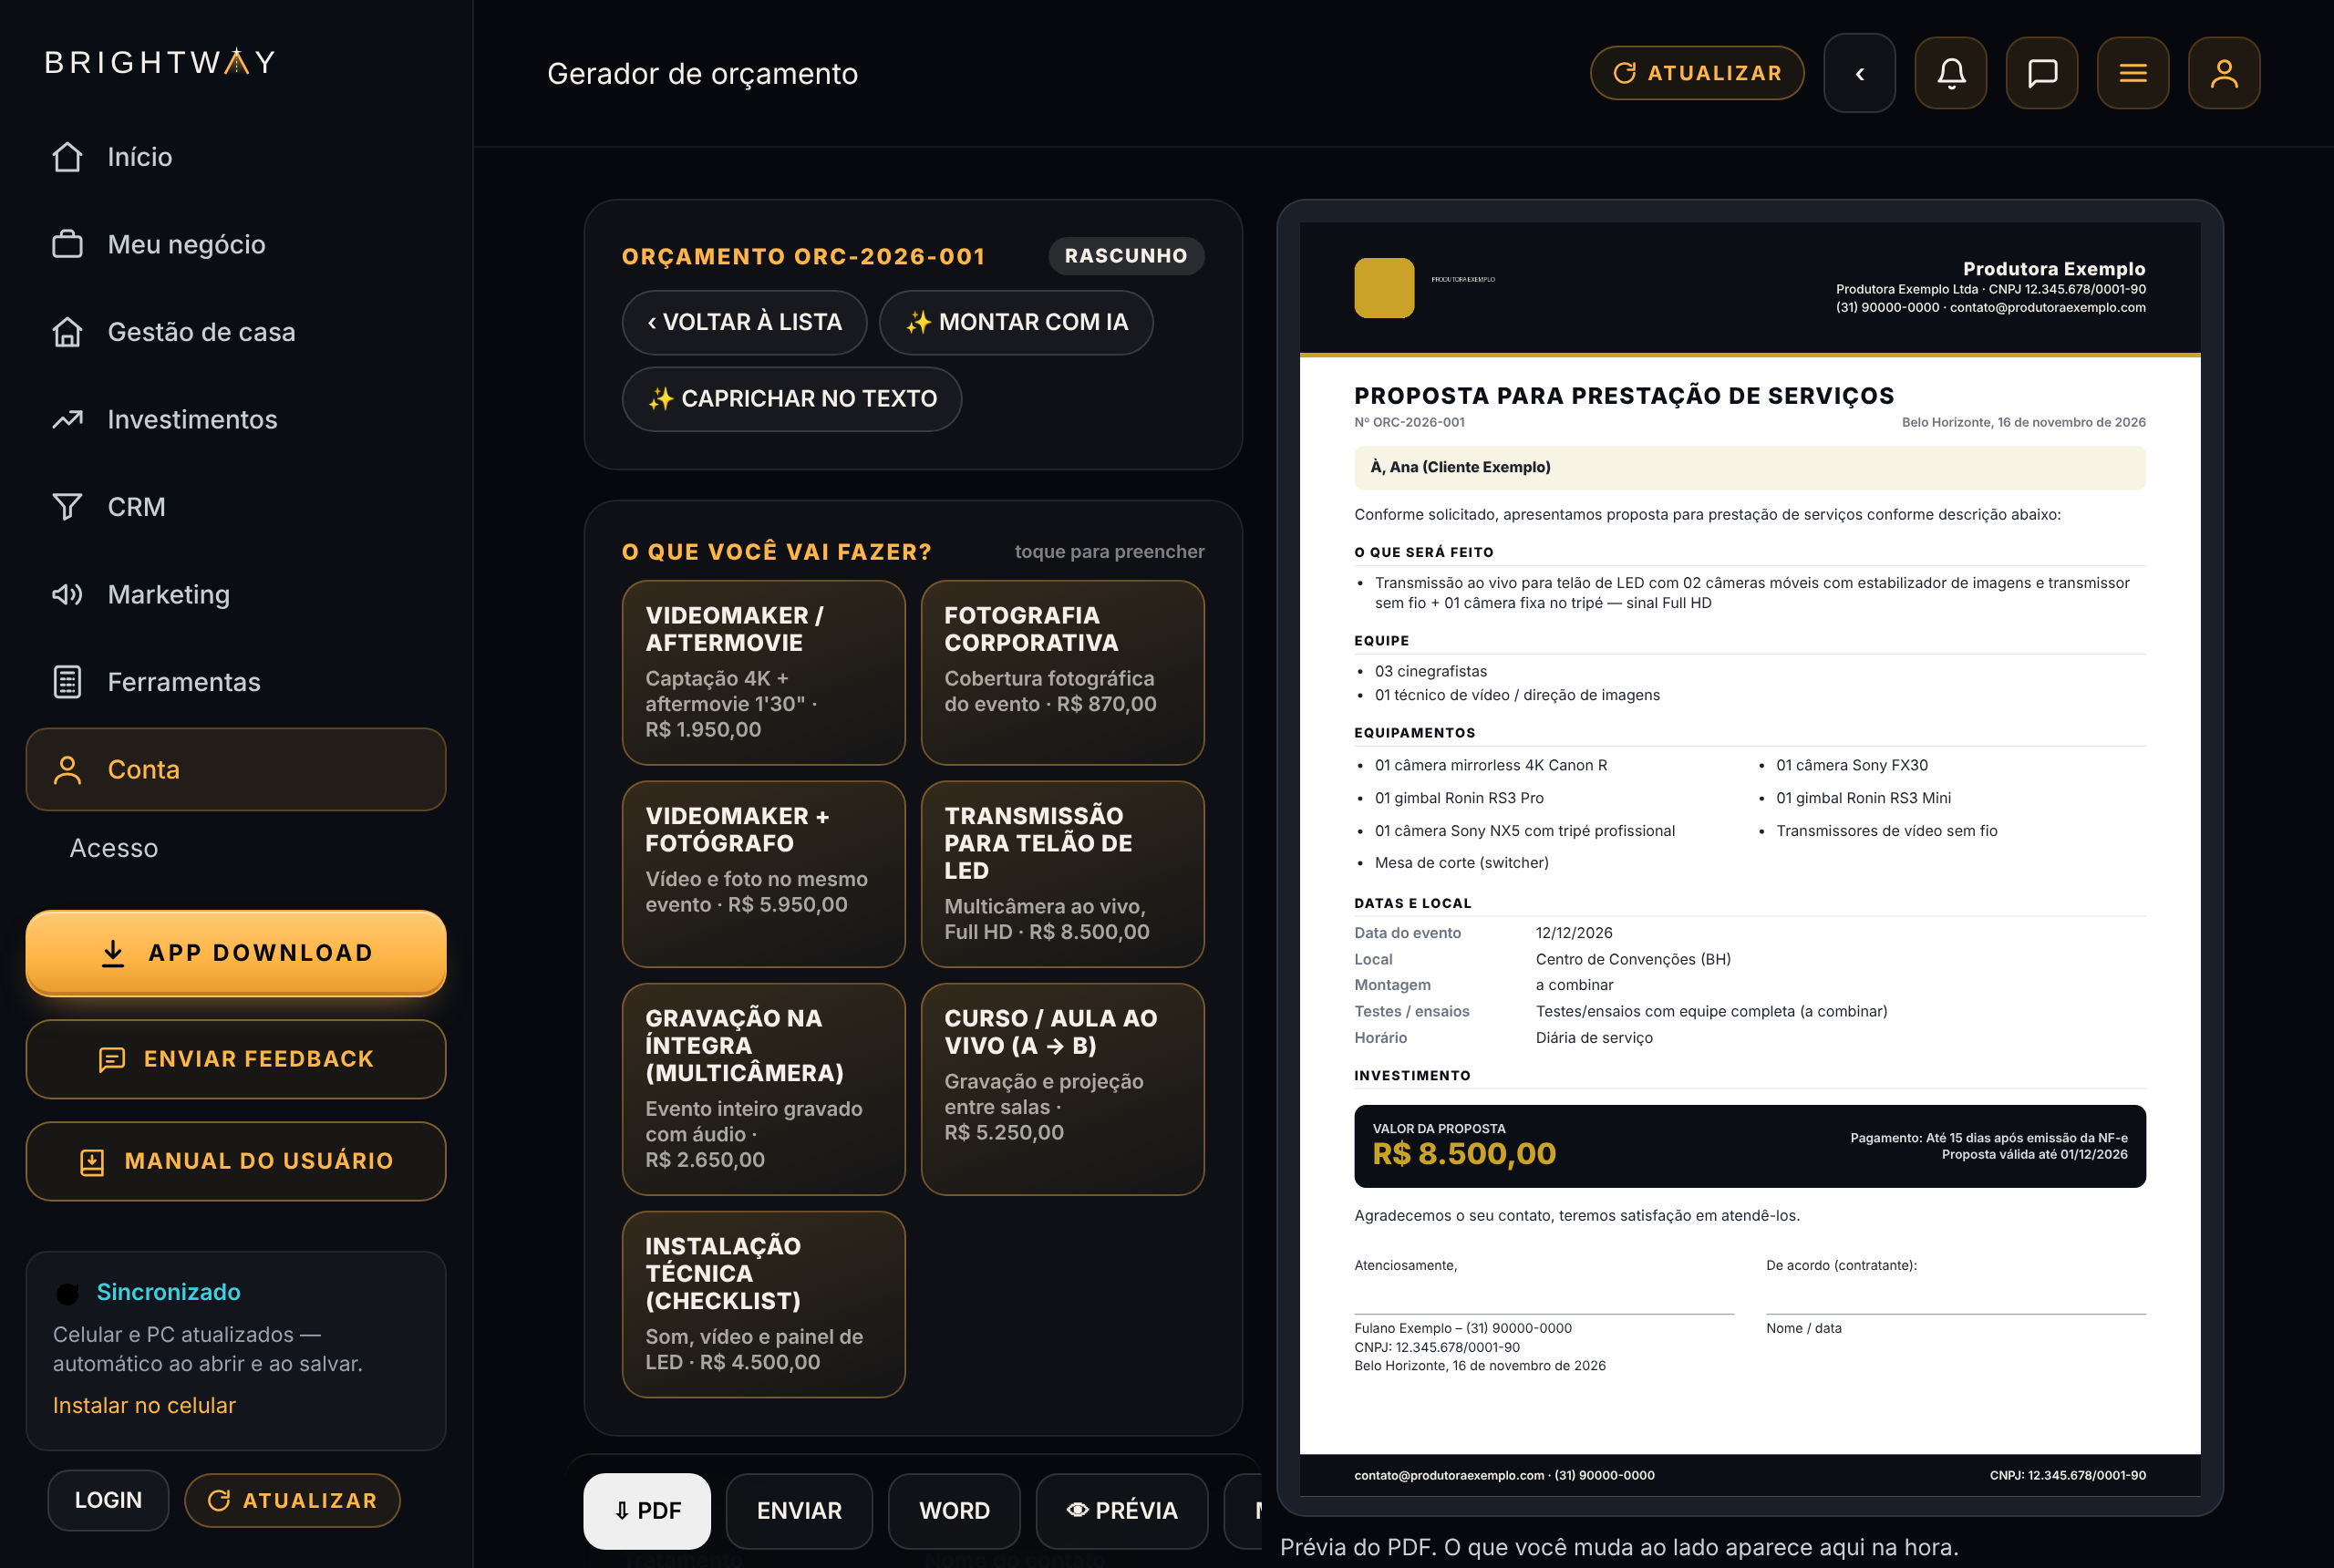 BRIGHTWAY
Início
Meu negócio
Gestão de casa
Investimentos
CRM
Marketing
Ferramentas
Conta
Acesso
APP DOWNLOAD
ENVIAR FEEDBACK
MANUAL DO USUÁRIO
Sincronizado
Celular e PC atualizados —
automático ao abrir e ao salvar.
Instalar no celular
LOGIN
ATUALIZAR
Gerador de orçamento
ATUALIZAR
ORÇAMENTO ORC-2026-001
RASCUNHO
‹ VOLTAR À LISTA
✨ MONTAR COM IA
✨ CAPRICHAR NO TEXTO
O QUE VOCÊ VAI FAZER?
toque para preencher
VIDEOMAKER /
AFTERMOVIE
Captação 4K +
aftermovie 1'30" ·
R$ 1.950,00
FOTOGRAFIA
CORPORATIVA
Cobertura fotográfica
do evento · R$ 870,00
VIDEOMAKER +
FOTÓGRAFO
Vídeo e foto no mesmo
evento · R$ 5.950,00
TRANSMISSÃO
PARA TELÃO DE
LED
Multicâmera ao vivo,
Full HD · R$ 8.500,00
GRAVAÇÃO NA
ÍNTEGRA
(MULTICÂMERA)
Evento inteiro gravado
com áudio ·
R$ 2.650,00
CURSO / AULA AO
VIVO (A → B)
Gravação e projeção
entre salas ·
R$ 5.250,00
INSTALAÇÃO
TÉCNICA
(CHECKLIST)
Som, vídeo e painel de
LED · R$ 4.500,00
⇩ PDF
ENVIAR
WORD
👁 PRÉVIA
Tratamento
Nome do contato
PRODUTORA EXEMPLO
Produtora Exemplo
Produtora Exemplo Ltda · CNPJ 12.345.678/0001-90
(31) 90000-0000 · contato@produtoraexemplo.com
PROPOSTA PARA PRESTAÇÃO DE SERVIÇOS
Nº ORC-2026-001
Belo Horizonte, 16 de novembro de 2026
À, Ana (Cliente Exemplo)
Conforme solicitado, apresentamos proposta para prestação de serviços conforme descrição abaixo:
O QUE SERÁ FEITO
• Transmissão ao vivo para telão de LED com 02 câmeras móveis com estabilizador de imagens e transmissor
sem fio + 01 câmera fixa no tripé — sinal Full HD
EQUIPE
• 03 cinegrafistas
• 01 técnico de vídeo / direção de imagens
EQUIPAMENTOS
• 01 câmera mirrorless 4K Canon R
• 01 câmera Sony FX30
• 01 gimbal Ronin RS3 Pro
• 01 gimbal Ronin RS3 Mini
• 01 câmera Sony NX5 com tripé profissional
• Transmissores de vídeo sem fio
• Mesa de corte (switcher)
DATAS E LOCAL
Data do evento 12/12/2026
Local Centro de Convenções (BH)
Montagem a combinar
Testes / ensaios Testes/ensaios com equipe completa (a combinar)
Horário Diária de serviço
INVESTIMENTO
VALOR DA PROPOSTA
R$ 8.500,00
Pagamento: Até 15 dias após emissão da NF-e
Proposta válida até 01/12/2026
Agradecemos o seu contato, teremos satisfação em atendê-los.
Atenciosamente,
De acordo (contratante):
Fulano Exemplo – (31) 90000-0000
CNPJ: 12.345.678/0001-90
Belo Horizonte, 16 de novembro de 2026
Nome / data
contato@produtoraexemplo.com · (31) 90000-0000
CNPJ: 12.345.678/0001-90
Prévia do PDF. O que você muda ao lado aparece aqui na hora.